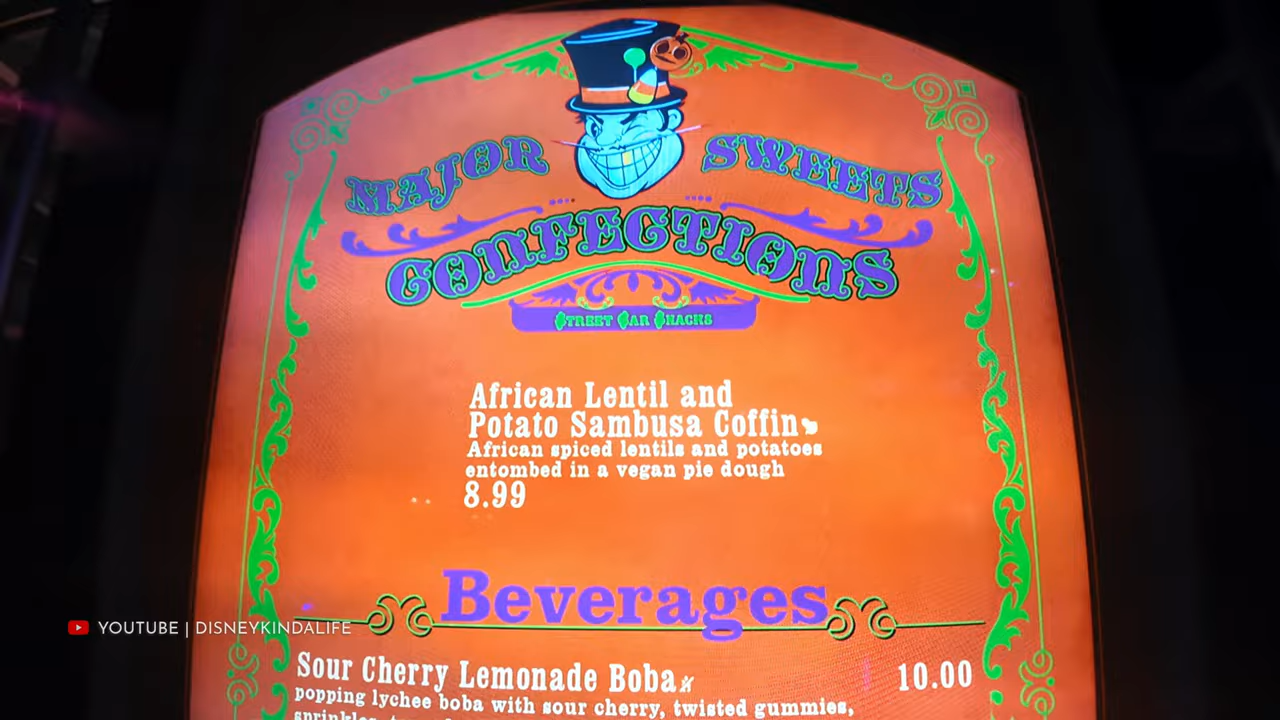 MAJOR SWEETS
CONFECTIONS
STREET CAR SNACKS
African Lentil and
Potato Sambusa Coffin
African spiced lentils and potatoes
entombed in a vegan pie dough
8.99
Beverages
YOUTUBE | DISNEYKINDALIFE
Sour Cherry Lemonade Boba 10.00
popping lychee boba with sour cherry, twisted gummies,
sprinkles,